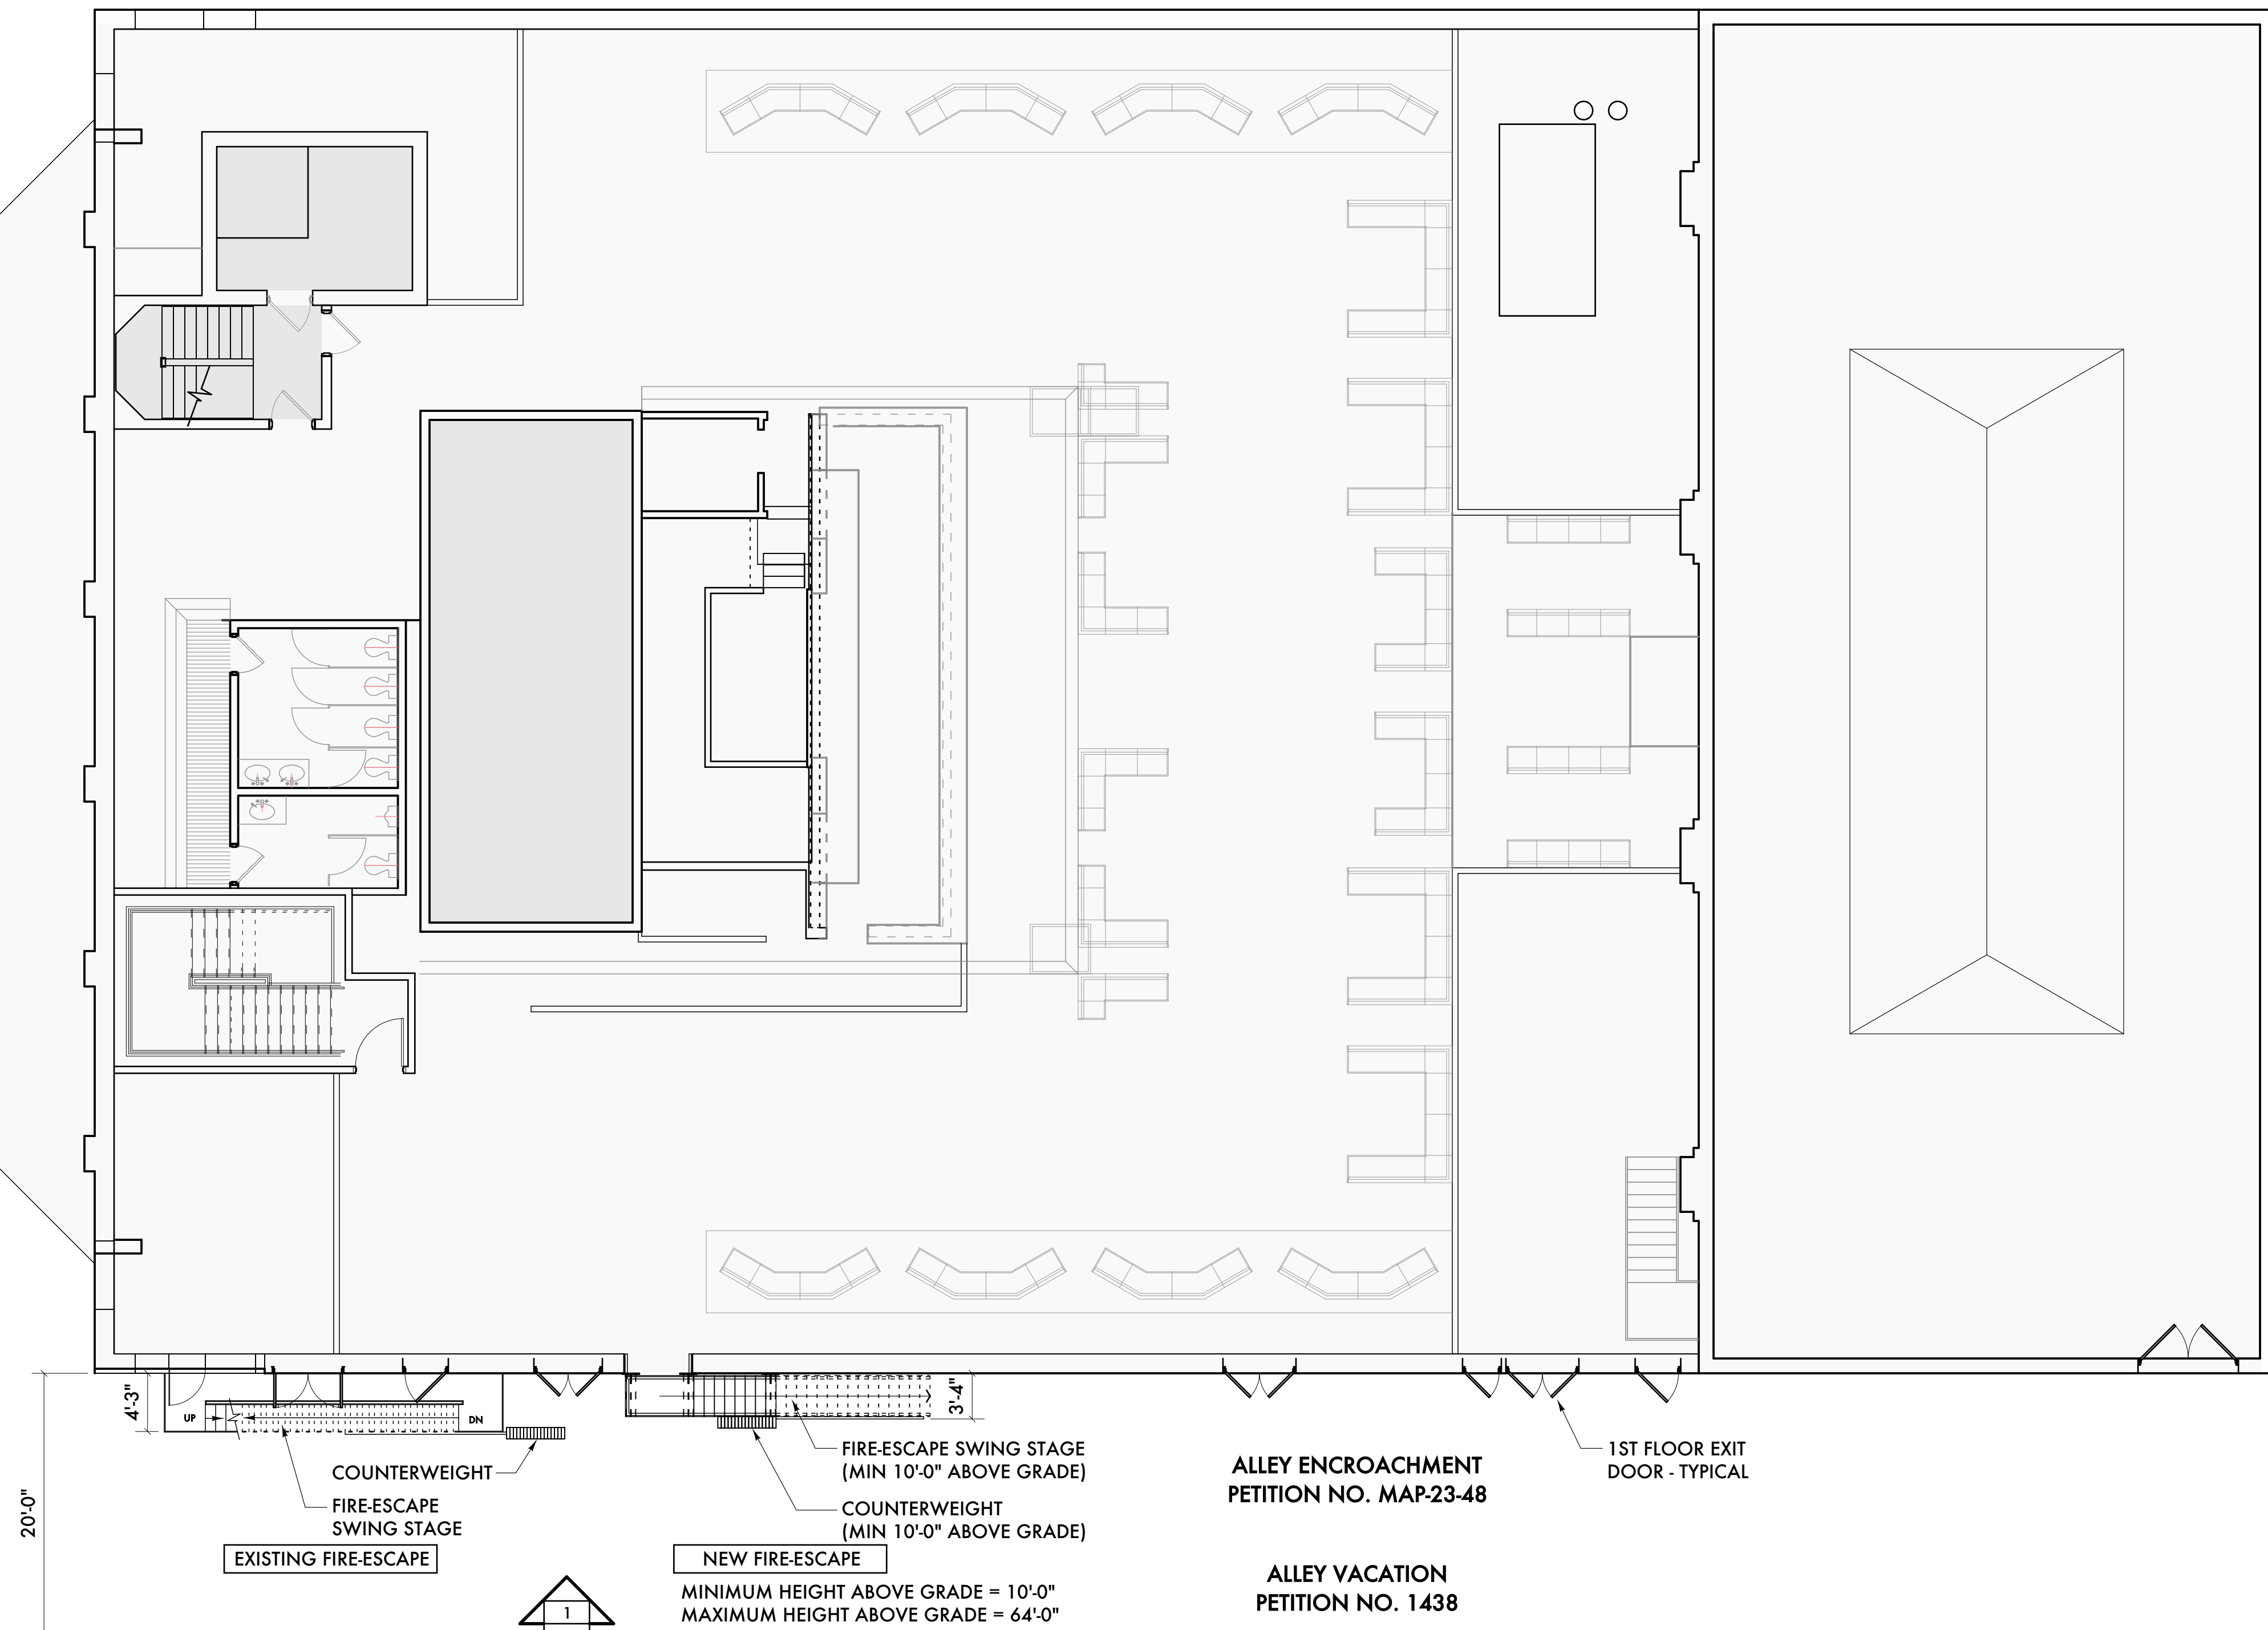 4'-3"
UP
DN
3'-4"
COUNTERWEIGHT
FIRE-ESCAPE
SWING STAGE
EXISTING FIRE-ESCAPE
FIRE-ESCAPE SWING STAGE
(MIN 10'-0" ABOVE GRADE)
COUNTERWEIGHT
(MIN 10'-0" ABOVE GRADE)
NEW FIRE-ESCAPE
MINIMUM HEIGHT ABOVE GRADE = 10'-0"
MAXIMUM HEIGHT ABOVE GRADE = 64'-0"
ALLEY ENCROACHMENT
PETITION NO. MAP-23-48
ALLEY VACATION
PETITION NO. 1438
1ST FLOOR EXIT
DOOR - TYPICAL
20'-0"
1